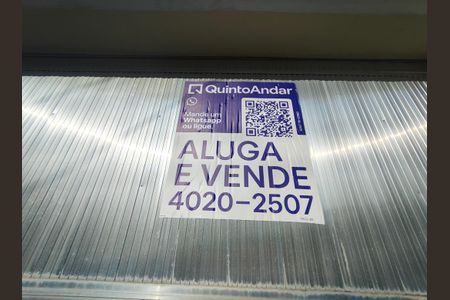 QuintoAndar
Mande um
Whatsapp
ou ligue.
ALUGA
E VENDE
4020-2507